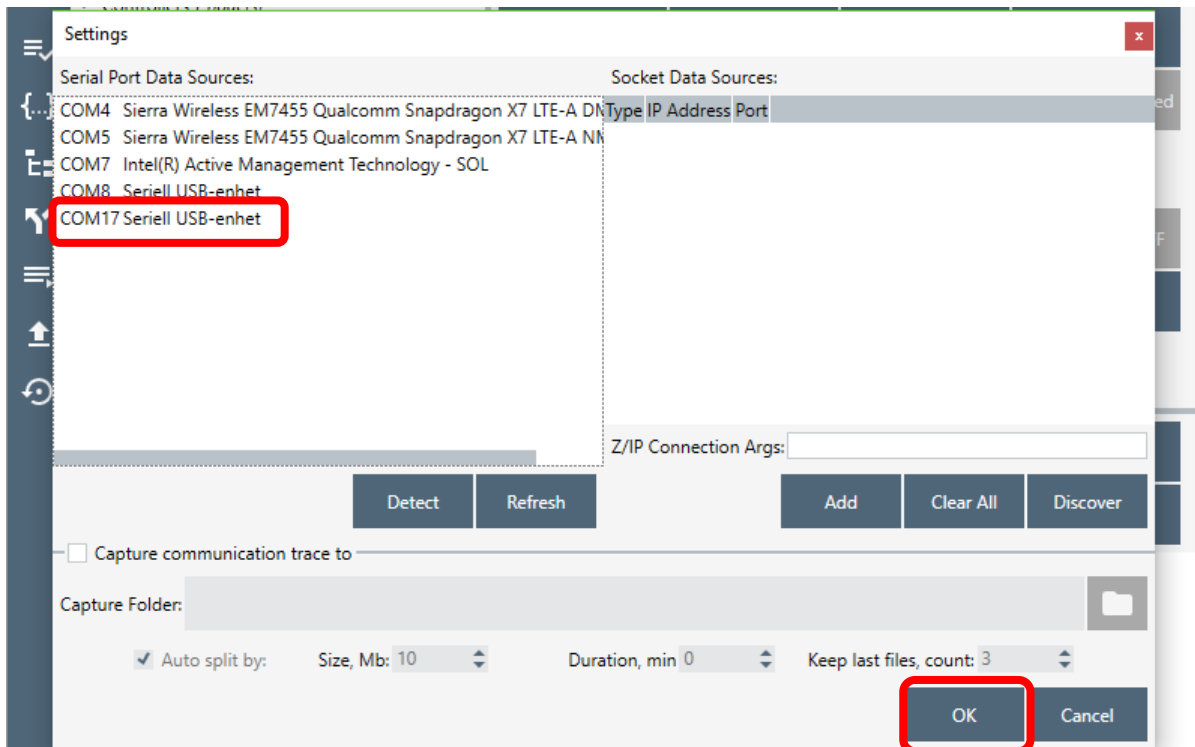 Settings
x
Serial Port Data Sources:
Socket Data Sources:
COM4 Sierra Wireless EM7455 Qualcomm Snapdragon X7 LTE-A
COM5 Sierra Wireless EM7455 Qualcomm Snapdragon X7 LTE-A
COM7 Intel(R) Active Management Technology - SOL
COM8 Seriell USB-enhet
COM17 Seriell USB-enhet
Type IP Address Port
Z/IP Connection Args:
Detect Refresh
Add Clear All Discover
Capture communication trace to
Capture Folder:
Auto split by: Size, Mb: 10 Duration, min 0 Keep last files, count: 3
OK Cancel